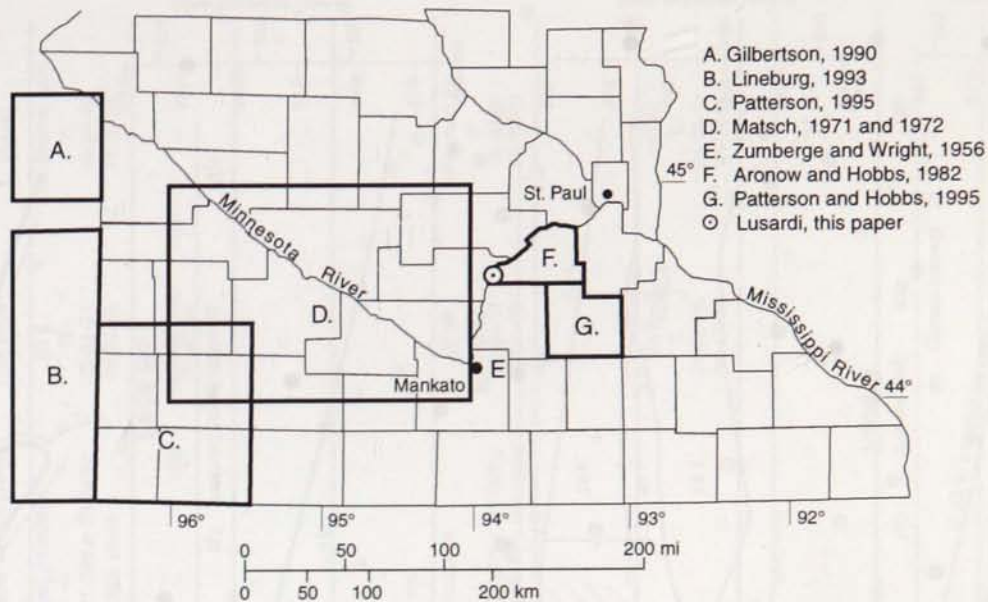 A. Gilbertson, 1990
B. Lineburg, 1993
C. Patterson, 1995
D. Matsch, 1971 and 1972
E. Zumberge and Wright, 1956
F. Aronow and Hobbs, 1982
G. Patterson and Hobbs, 1995
Lusardi, this paper
A.
45°
St. Paul
Minnesota
River
F.
D.
G.
Mississippi
River
B.
E
Mankato
44°
C.
96° 95° 94° 93° 92°
0 50 100 200 mi
0 50 100 200 km